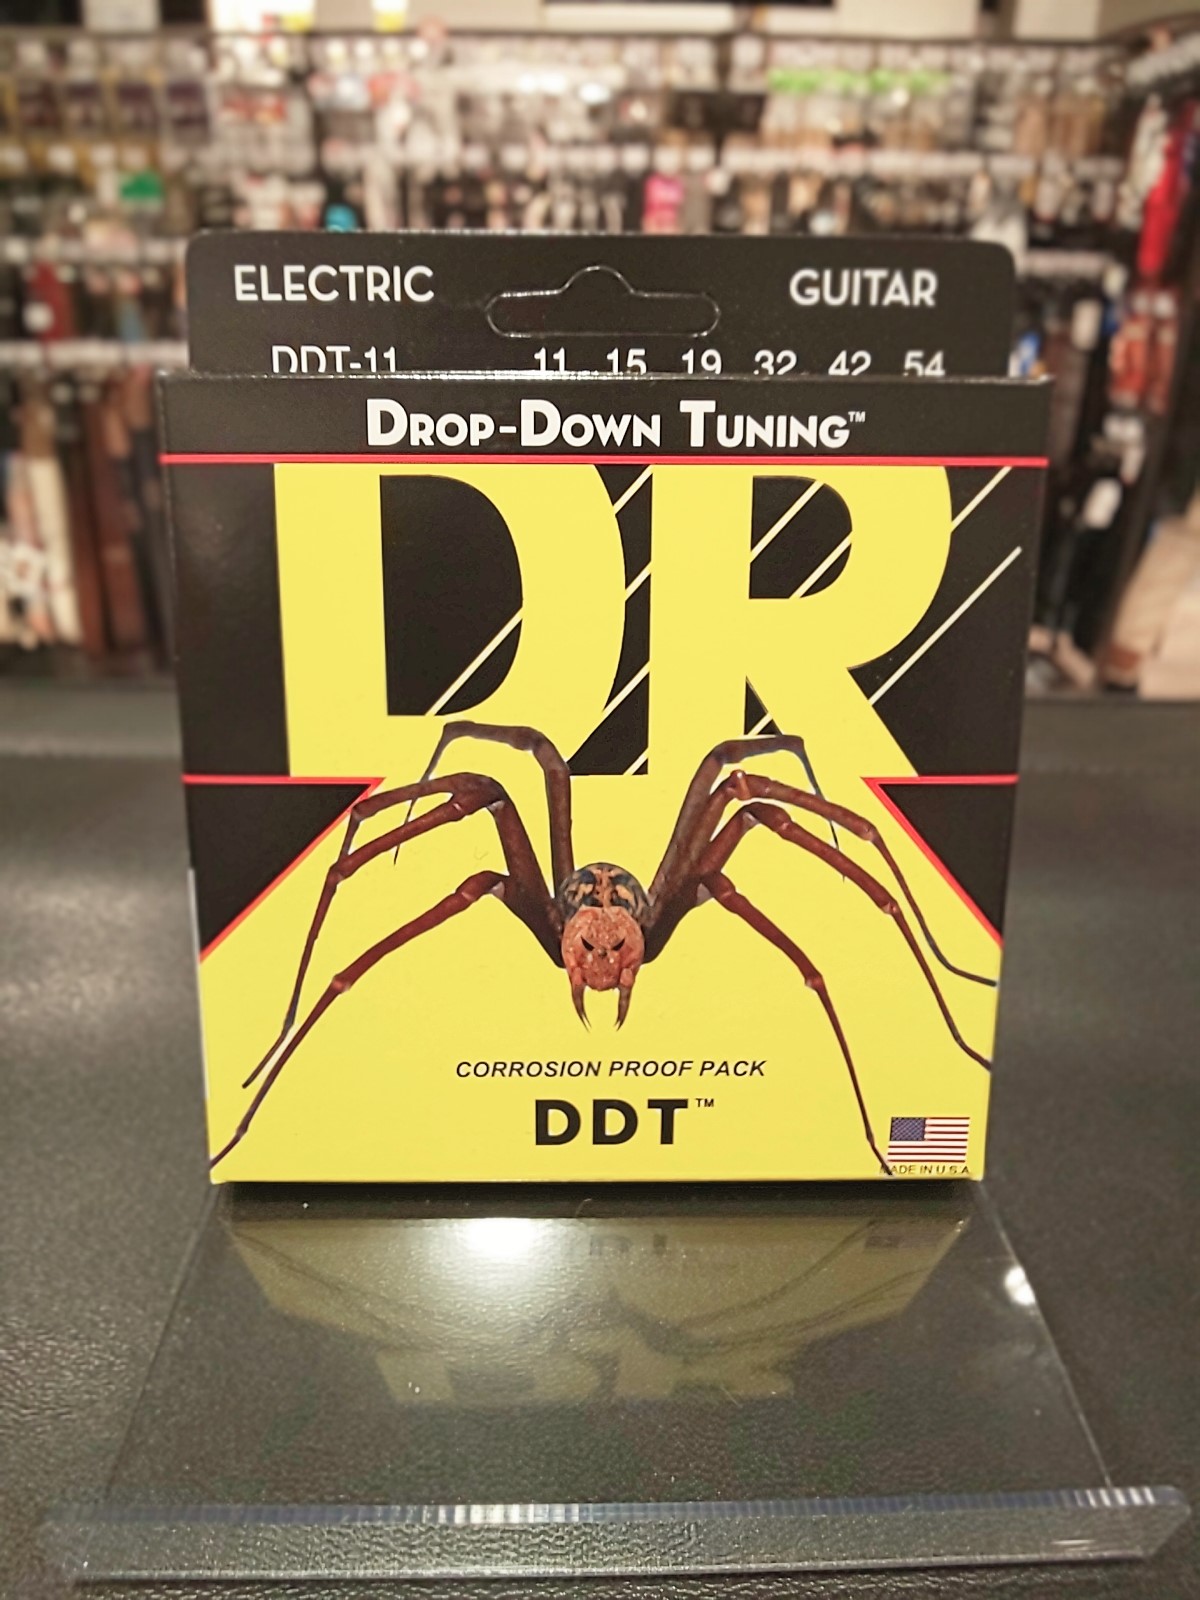 ELECTRIC GUITAR
DDT-11 11 15 19 32 42 54
DROP-DOWN TUNING™
DR
CORROSION PROOF PACK
DDT™
MADE IN U.S.A.